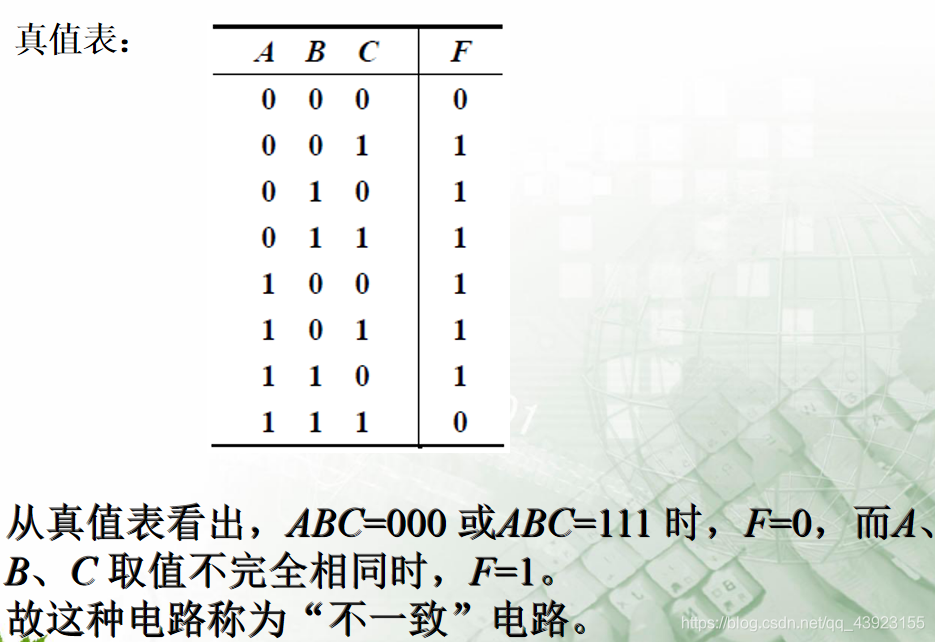 真值表：
A B C F
0 0 0 0
0 0 1 1
0 1 0 1
0 1 1 1
1 0 0 1
1 0 1 1
1 1 0 1
1 1 1 0
从真值表看出，ABC=000 或ABC=111 时，F=0，而A、
B、C 取值不完全相同时，F=1。
故这种电路称为“不一致”电路。
https://blog.csdn.net/qq_43923155